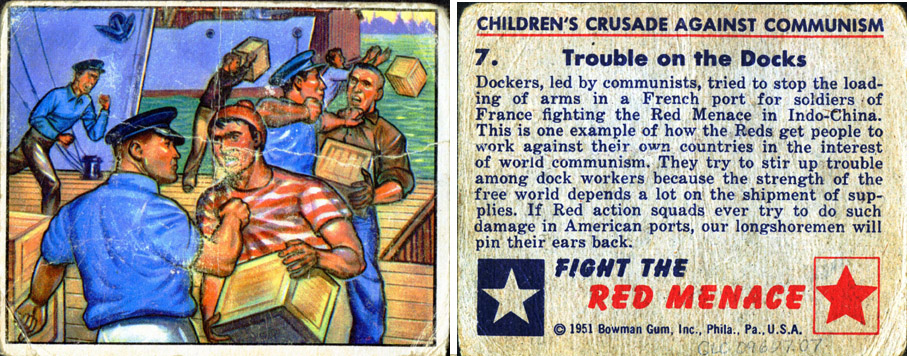 CHILDREN'S CRUSADE AGAINST COMMUNISM
7. Trouble on the Docks
Dockers, led by communists, tried to stop the load-
ing of arms in a French port for soldiers of
France fighting the Red Menace in Indo-China.
This is one example of how the Reds get people to
work against their own countries in the interest
of world communism. They try to stir up trouble
among dock workers because the strength of the
free world depends a lot on the shipment of sup-
plies. If Red action squads ever try to do such
damage in American ports, our longshoremen will
pin their ears back.
FIGHT THE
RED MENACE
© 1951 Bowman Gum, Inc., Phila., Pa., U.S.A.